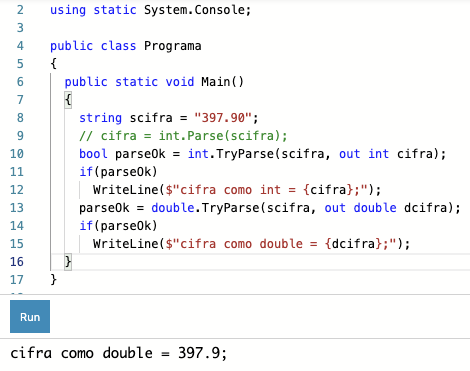 2 using static System.Console;
3
4 public class Programa
5 {
6 public static void Main()
7 {
8 string scifra = "397.90";
9 // cifra = int.Parse(scifra);
10 bool parseOk = int.TryParse(scifra, out int cifra);
11 if(parseOk)
12 WriteLine($"cifra como int = {cifra};");
13 parseOk = double.TryParse(scifra, out double dcifra);
14 if(parseOk)
15 WriteLine($"cifra como double = {dcifra};");
16 }
17 }
Run
cifra como double = 397.9;